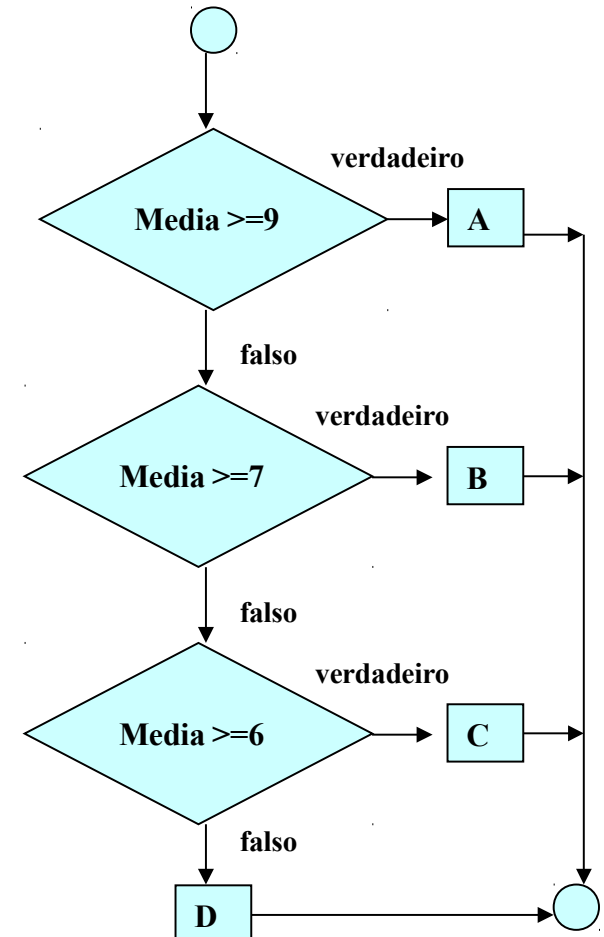 verdadeiro
Media >=9
A
falso
verdadeiro
Media >=7
B
falso
verdadeiro
Media >=6
C
falso
D